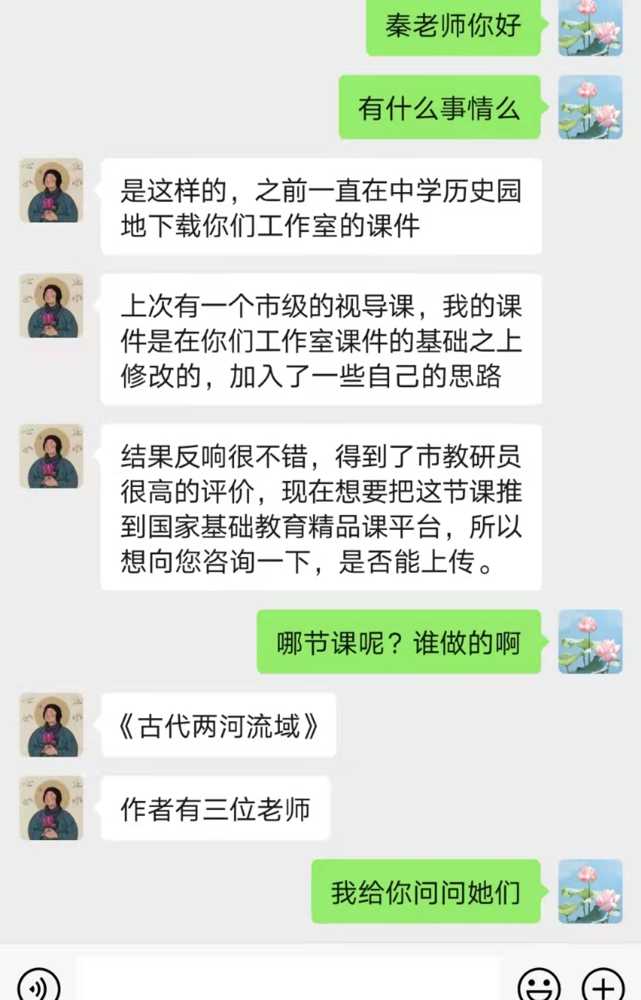 秦老师你好
有什么事情么
是这样的，之前一直在中学历史园
地下载你们工作室的课件
上次有一个市级的视导课，我的课
件是在你们工作室课件的基础之上
修改的，加入了一些自己的思路
结果反响很不错，得到了市教研员
很高的评价，现在想要把这节课推
到国家基础教育精品课平台，所以
想向您咨询一下，是否能上传。
哪节课呢？谁做的啊
《古代两河流域》
作者有三位老师
我给你问问她们